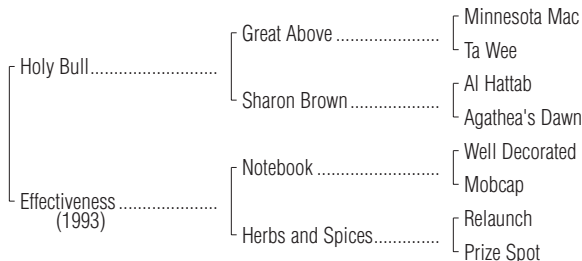 Minnesota Mac
Great Above ....................
Ta Wee
Holy Bull.........................
Al Hattab
Sharon Brown .................
Agathea's Dawn
Well Decorated
Notebook .......................
Mobcap
Effectiveness ...................
(1993)
Relaunch
Herbs and Spices.............
Prize Spot